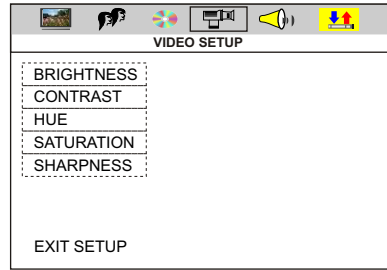 VIDEO SETUP
BRIGHTNESS
CONTRAST
HUE
SATURATION
SHARPNESS
EXIT SETUP